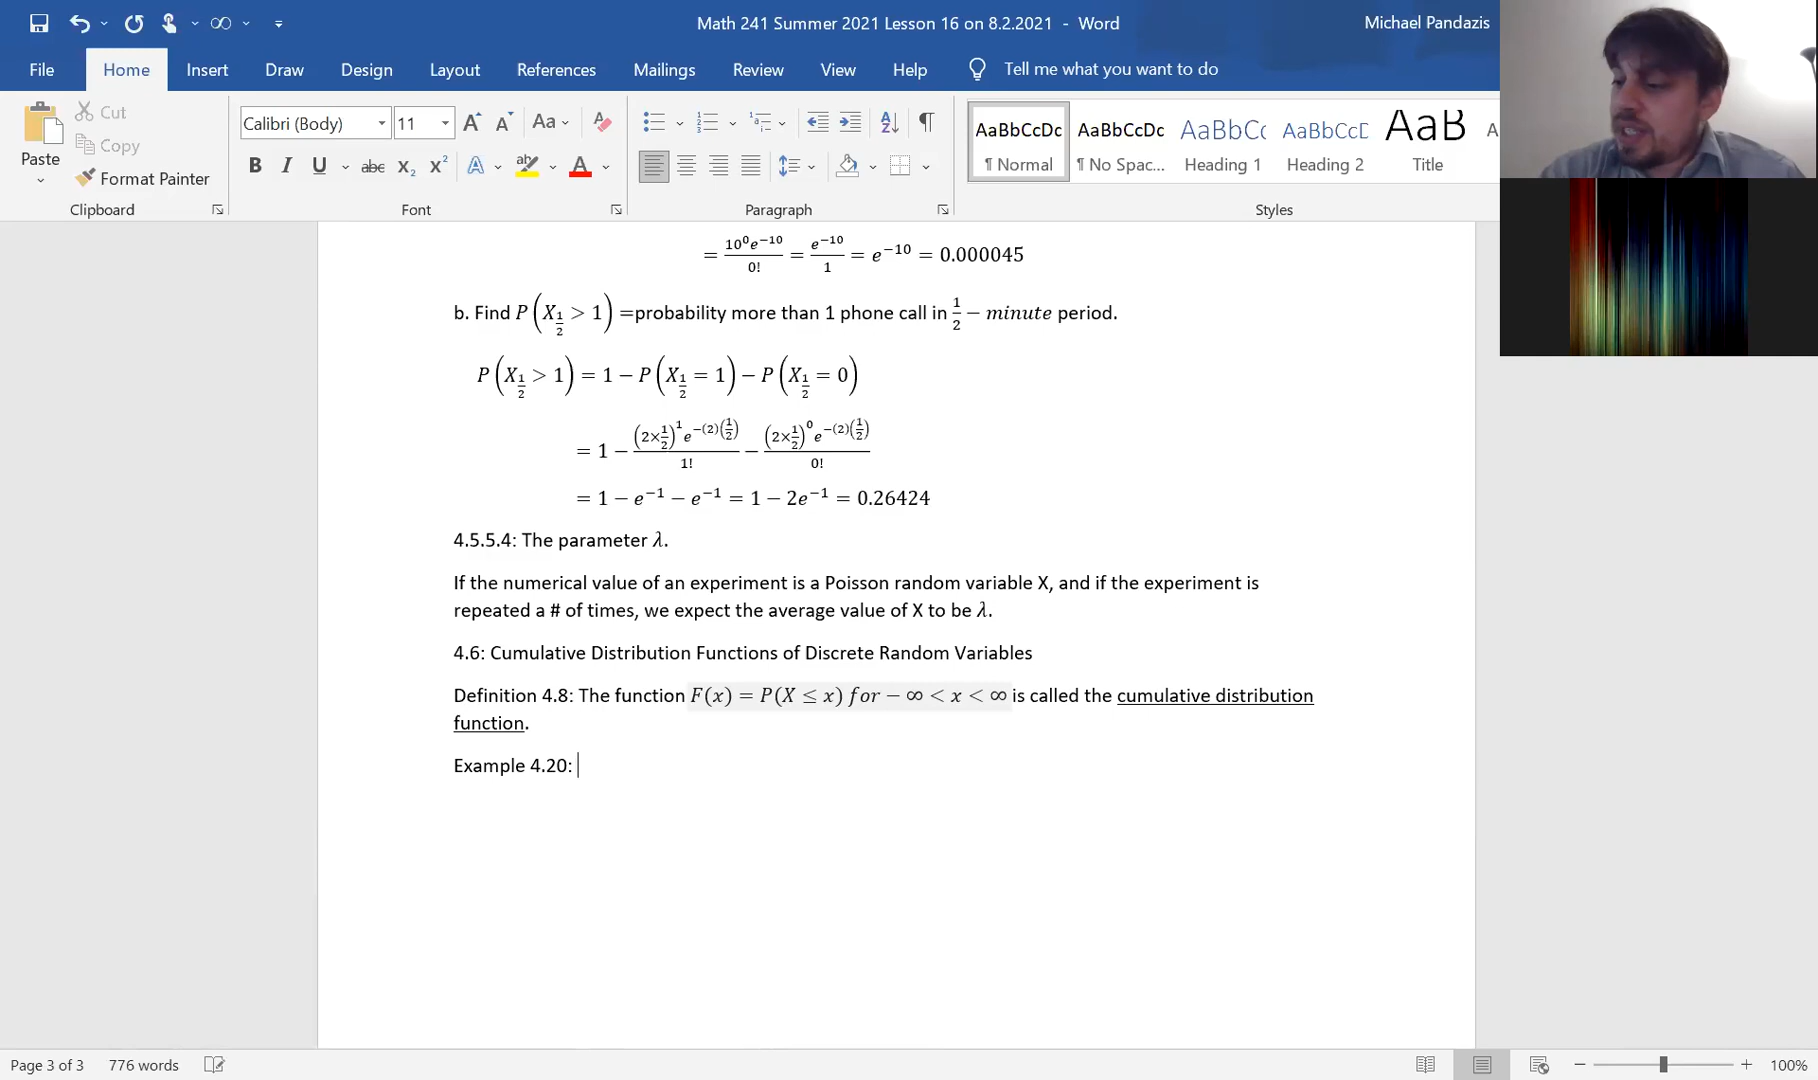 Math 241 Summer 2021 Lesson 16 on 8.2.2021 - Word
Michael Pandazis
File Home Insert Draw Design Layout References Mailings Review View Help Tell me what you want to do
Paste
Cut
Copy
Format Painter
Calibri (Body) 11
Aa
B I U abc x₂ x² A ab A
AaBbCcDc AaBbCcDc AaBbCc AaBbCcD AaB A
¶ Normal ¶ No Spac... Heading 1 Heading 2 Title
Clipboard Font Paragraph Styles
= 10⁰e⁻¹⁰/0! = e⁻¹⁰/1 = e⁻¹⁰ = 0.000045
b. Find P(X_{1/2} > 1) =probability more than 1 phone call in 1/2 − minute period.
P(X_{1/2} > 1) = 1 − P(X_{1/2} = 1) − P(X_{1/2} = 0)
= 1 − (2×1/2)¹ e^{−(2)(1/2)}/1! − (2×1/2)⁰ e^{−(2)(1/2)}/0!
= 1 − e⁻¹ − e⁻¹ = 1 − 2e⁻¹ = 0.26424
4.5.5.4: The parameter λ.
If the numerical value of an experiment is a Poisson random variable X, and if the experiment is
repeated a # of times, we expect the average value of X to be λ.
4.6: Cumulative Distribution Functions of Discrete Random Variables
Definition 4.8: The function F(x) = P(X ≤ x) for − ∞ < x < ∞ is called the cumulative distribution
function.
Example 4.20:
Page 3 of 3 776 words 100%